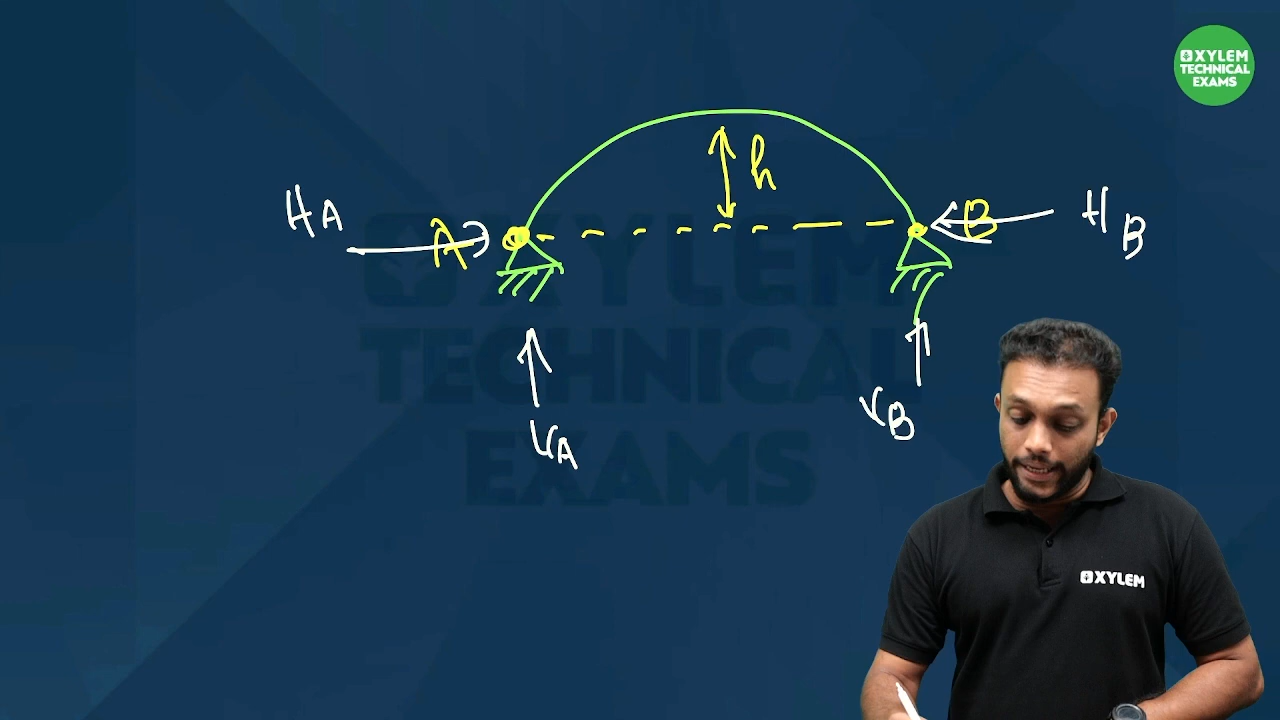 XYLEM
TECHNICAL
EXAMS
h
HA
A
B
HB
XYLEM
TECHNICAL
EXAMS
VA
VB
XYLEM